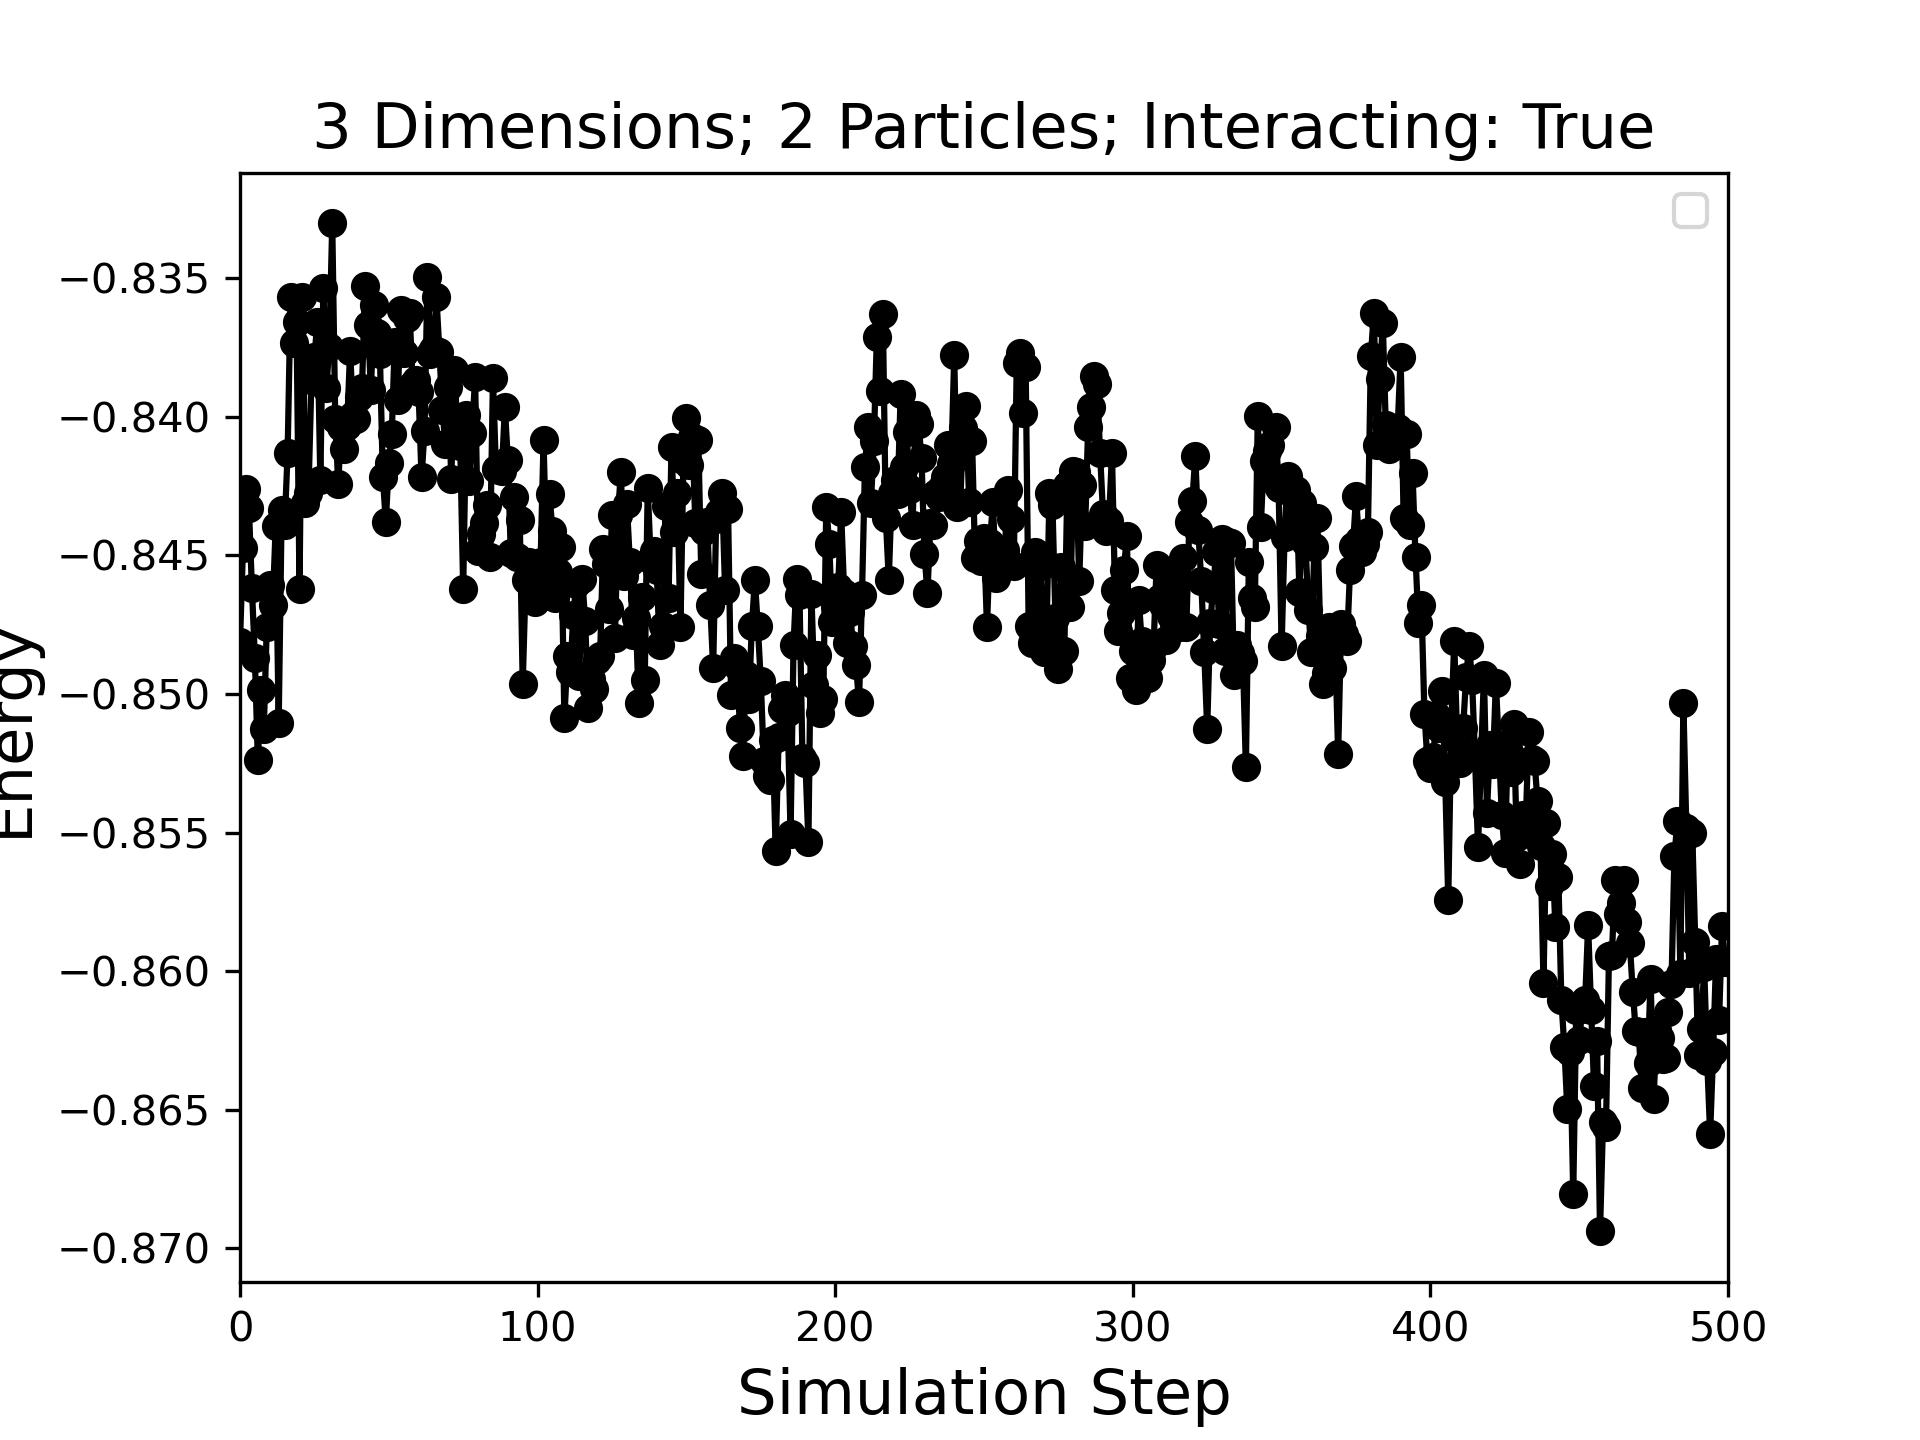 3 Dimensions; 2 Particles; Interacting: True
−0.835
−0.840
−0.845
−0.850
−0.855
−0.860
−0.865
−0.870
Energy
0 100 200 300 400 500
Simulation Step